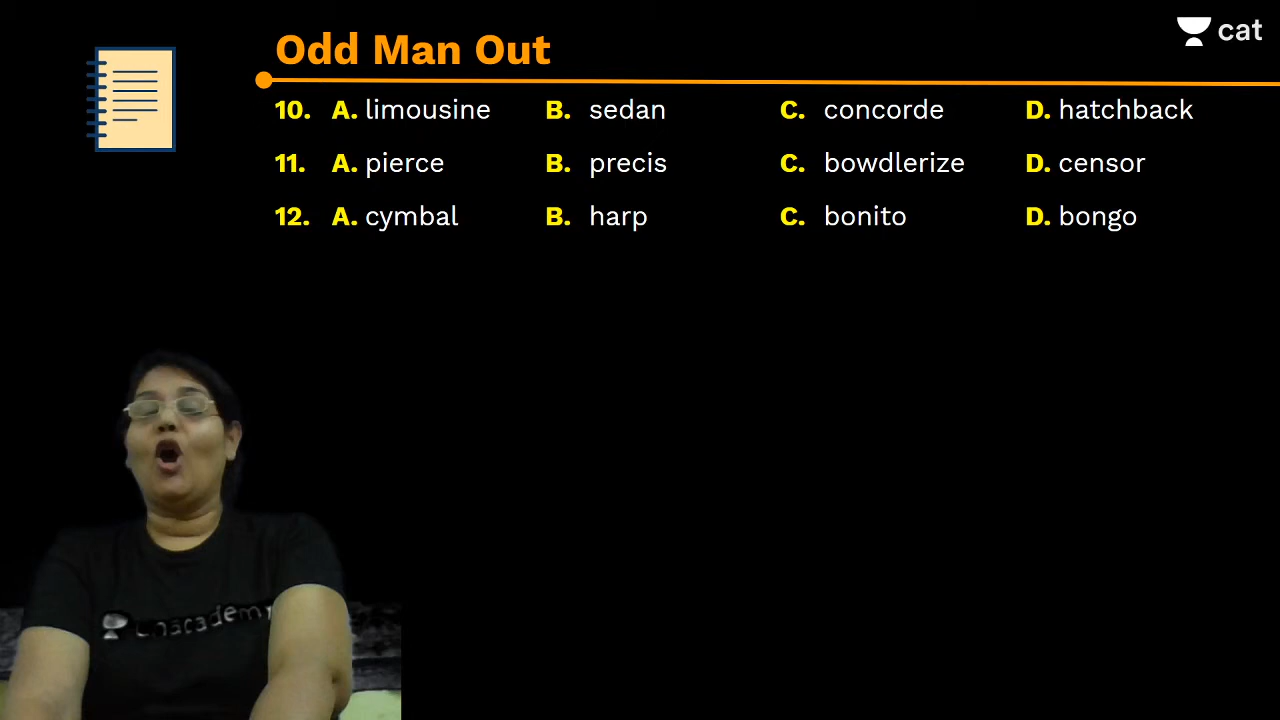 cat
Odd Man Out
10. A. limousine B. sedan C. concorde D. hatchback
11. A. pierce B. precis C. bowdlerize D. censor
12. A. cymbal B. harp C. bonito D. bongo
unacademy